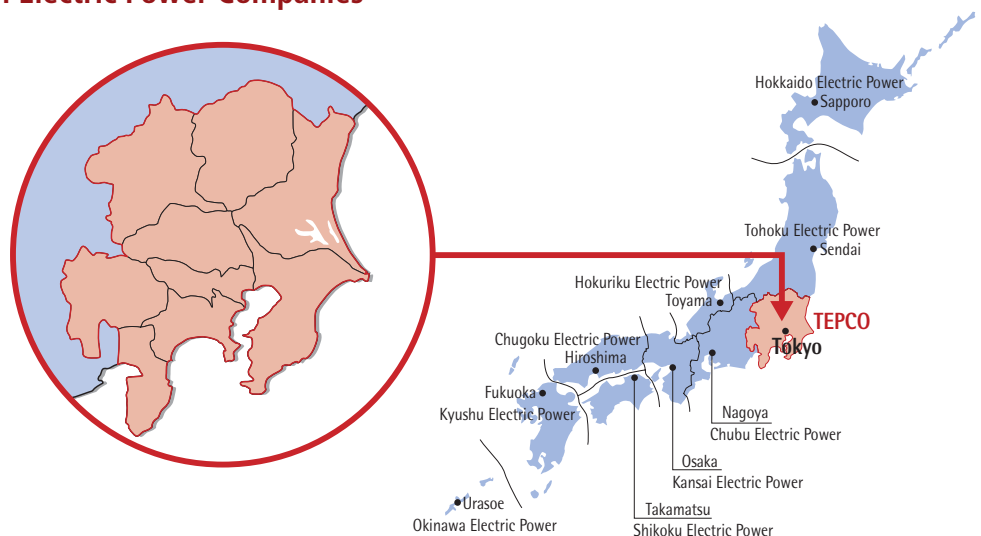 Electric Power Companies
Hokkaido Electric Power
Sapporo
Tohoku Electric Power
Sendai
Hokuriku Electric Power
Toyama
TEPCO
Tokyo
Chugoku Electric Power
Hiroshima
Fukuoka
Kyushu Electric Power
Nagoya
Chubu Electric Power
Osaka
Kansai Electric Power
Takamatsu
Shikoku Electric Power
Urasoe
Okinawa Electric Power